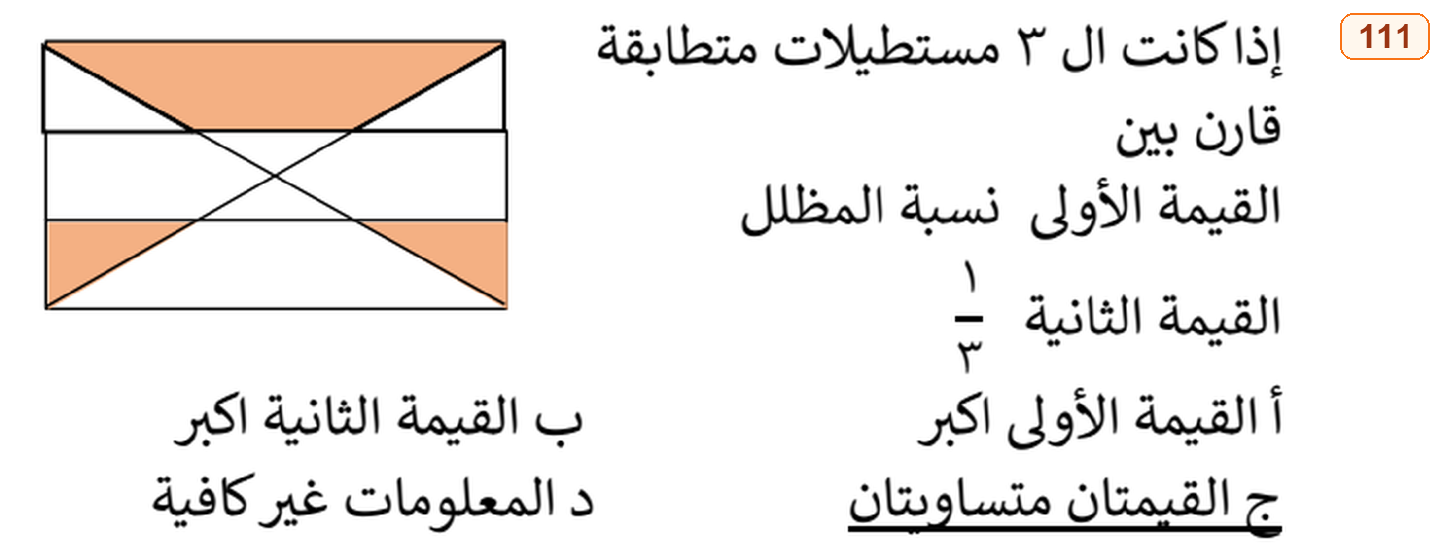 111
إذا كانت ال ٣ مستطيلات متطابقة
قارن بين
القيمة الأولى نسبة المظلل
القيمة الثانية ١/٣
أ القيمة الأولى اكبر
ب القيمة الثانية اكبر
ج القيمتان متساويتان
د المعلومات غير كافية